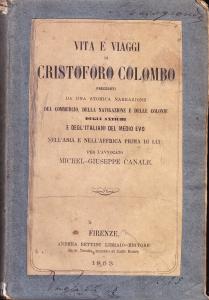 VITA E VIAGGI
DI
CRISTOFORO COLOMBO
PRECEDUTI
DA UNA STORICA NARRAZIONE
DEL COMMERCIO, DELLA NAVIGAZIONE E DELLE COLONIE
DEGLI ANTICHI
E DEGL'ITALIANI DEL MEDIO EVO
NELL'ASIA E NELL'AFFRICA PRIMA DI LUI
PER L'AVVOCATO
MICHEL-GIUSEPPE CANALE.
FIRENZE,
ANDREA BETTINI LIBRAIO-EDITORE
1863